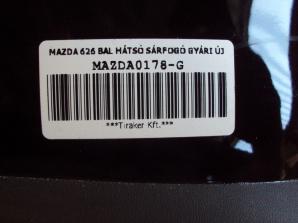 MAZDA 626 BAL HÁTSÓ SÁRFOGÓ GYÁRI ÚJ
MAZDA0178-G
***Tiraker Kft.***